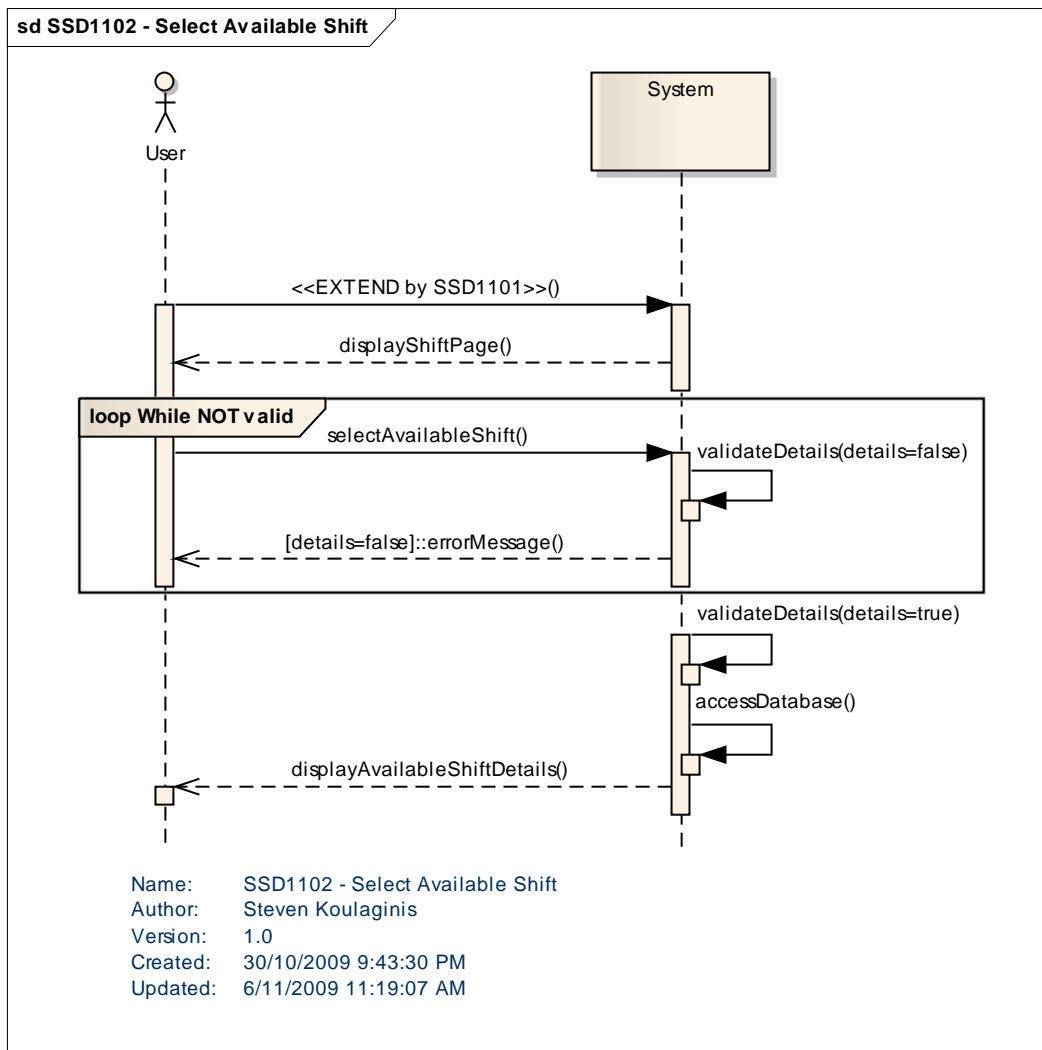 sd SSD1102 - Select Available Shift
User
System
<<EXTEND by SSD1101>>()
displayShiftPage()
loop While NOT valid
selectAvailableShift()
validateDetails(details=false)
[details=false]::errorMessage()
validateDetails(details=true)
accessDatabase()
displayAvailableShiftDetails()
Name: SSD1102 - Select Available Shift
Author: Steven Koulaginis
Version: 1.0
Created: 30/10/2009 9:43:30 PM
Updated: 6/11/2009 11:19:07 AM